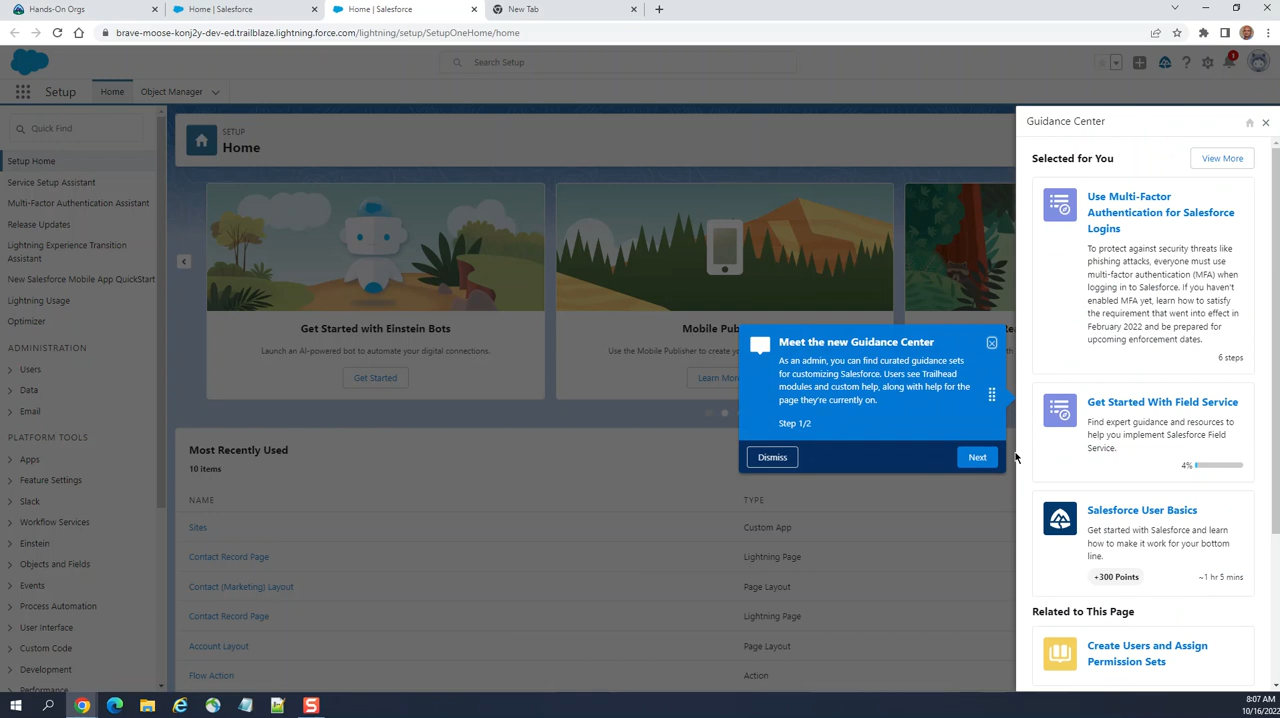 Hands-On Orgs
Home | Salesforce
Home | Salesforce
New Tab
brave-moose-konj2y-dev-ed.trailblaze.lightning.force.com/lightning/setup/SetupOneHome/home
Search Setup
1
Setup
Home
Object Manager
Quick Find
Setup Home
Service Setup Assistant
Multi-Factor Authentication Assistant
Release Updates
Lightning Experience Transition
Assistant
New Salesforce Mobile App QuickStart
Lightning Usage
Optimizer
ADMINISTRATION
Users
Data
Email
PLATFORM TOOLS
Apps
Feature Settings
Slack
Workflow Services
Einstein
Objects and Fields
Events
Process Automation
User Interface
Custom Code
Development
Performance
SETUP
Home
Get Started with Einstein Bots
Launch an AI-powered bot to automate your digital connections.
Get Started
Mobile Pub
Use the Mobile Publisher to create yo
Learn More
Most Recently Used
10 items
NAME
TYPE
Sites
Custom App
Contact Record Page
Lightning Page
Contact (Marketing) Layout
Page Layout
Contact Record Page
Lightning Page
Account Layout
Page Layout
Flow Action
Action
Meet the new Guidance Center
As an admin, you can find curated guidance sets
for customizing Salesforce. Users see Trailhead
modules and custom help, along with help for the
page they're currently on.
Step 1/2
Dismiss
Next
Guidance Center
Selected for You
View More
Use Multi-Factor
Authentication for Salesforce
Logins
To protect against security threats like
phishing attacks, everyone must use
multi-factor authentication (MFA) when
logging in to Salesforce. If you haven't
enabled MFA yet, learn how to satisfy
the requirement that went into effect in
February 2022 and be prepared for
upcoming enforcement dates.
6 steps
Get Started With Field Service
Find expert guidance and resources to
help you implement Salesforce Field
Service.
4%
Salesforce User Basics
Get started with Salesforce and learn
how to make it work for your bottom
line.
+300 Points
~1 hr 5 mins
Related to This Page
Create Users and Assign
Permission Sets
8:07 AM
10/16/2022